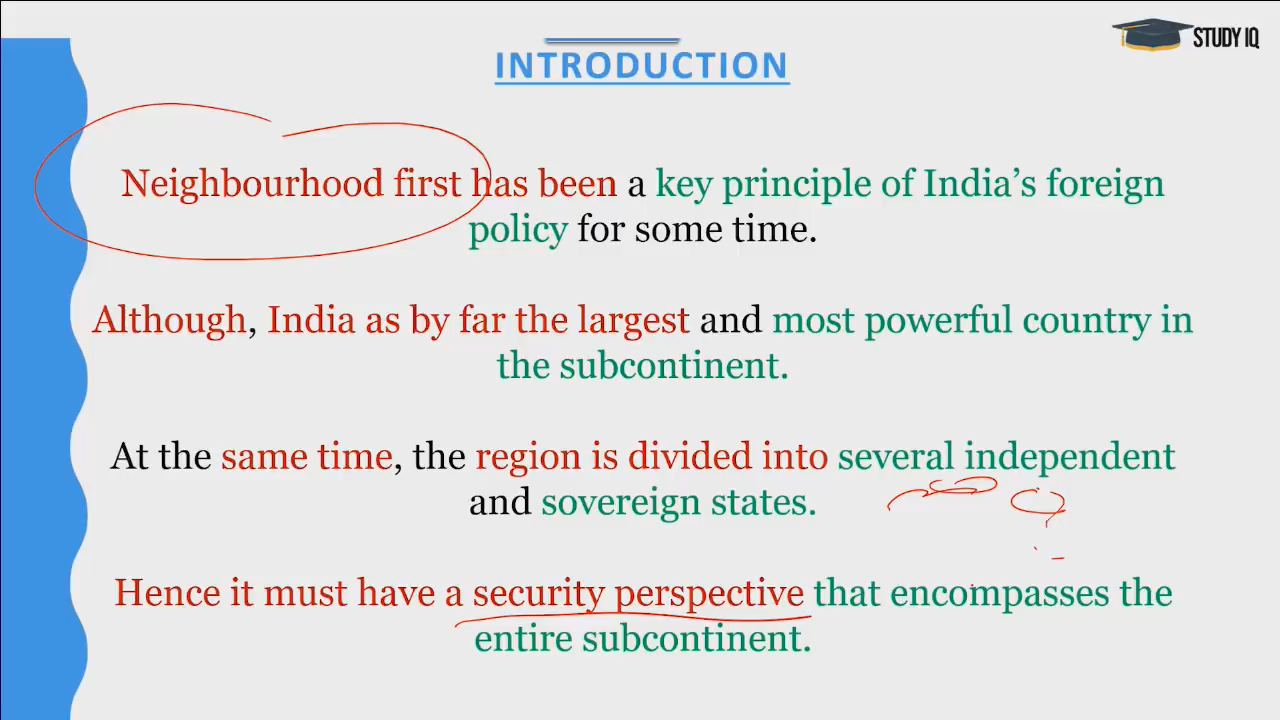 STUDY IQ
INTRODUCTION
Neighbourhood first has been a key principle of India's foreign
policy for some time.
Although, India as by far the largest and most powerful country in
the subcontinent.
At the same time, the region is divided into several independent
and sovereign states.
Hence it must have a security perspective that encompasses the
entire subcontinent.